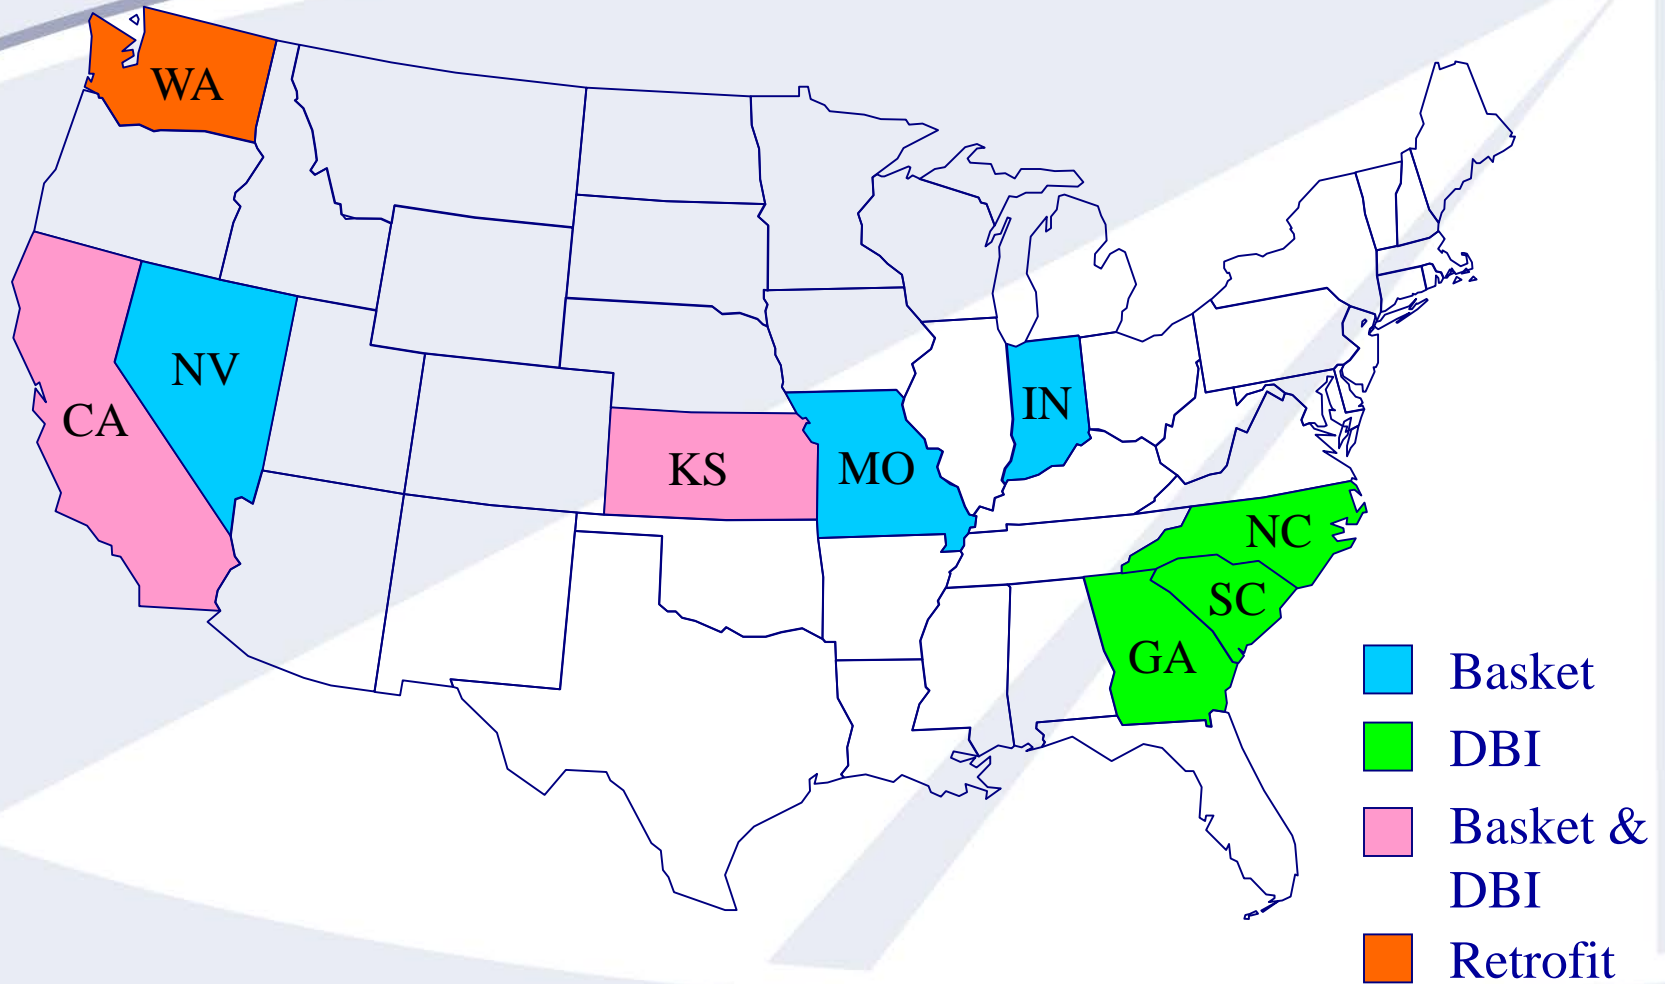 WA
NV
CA
KS
MO
IN
NC
SC
GA
Basket
DBI
Basket &
DBI
Retrofit